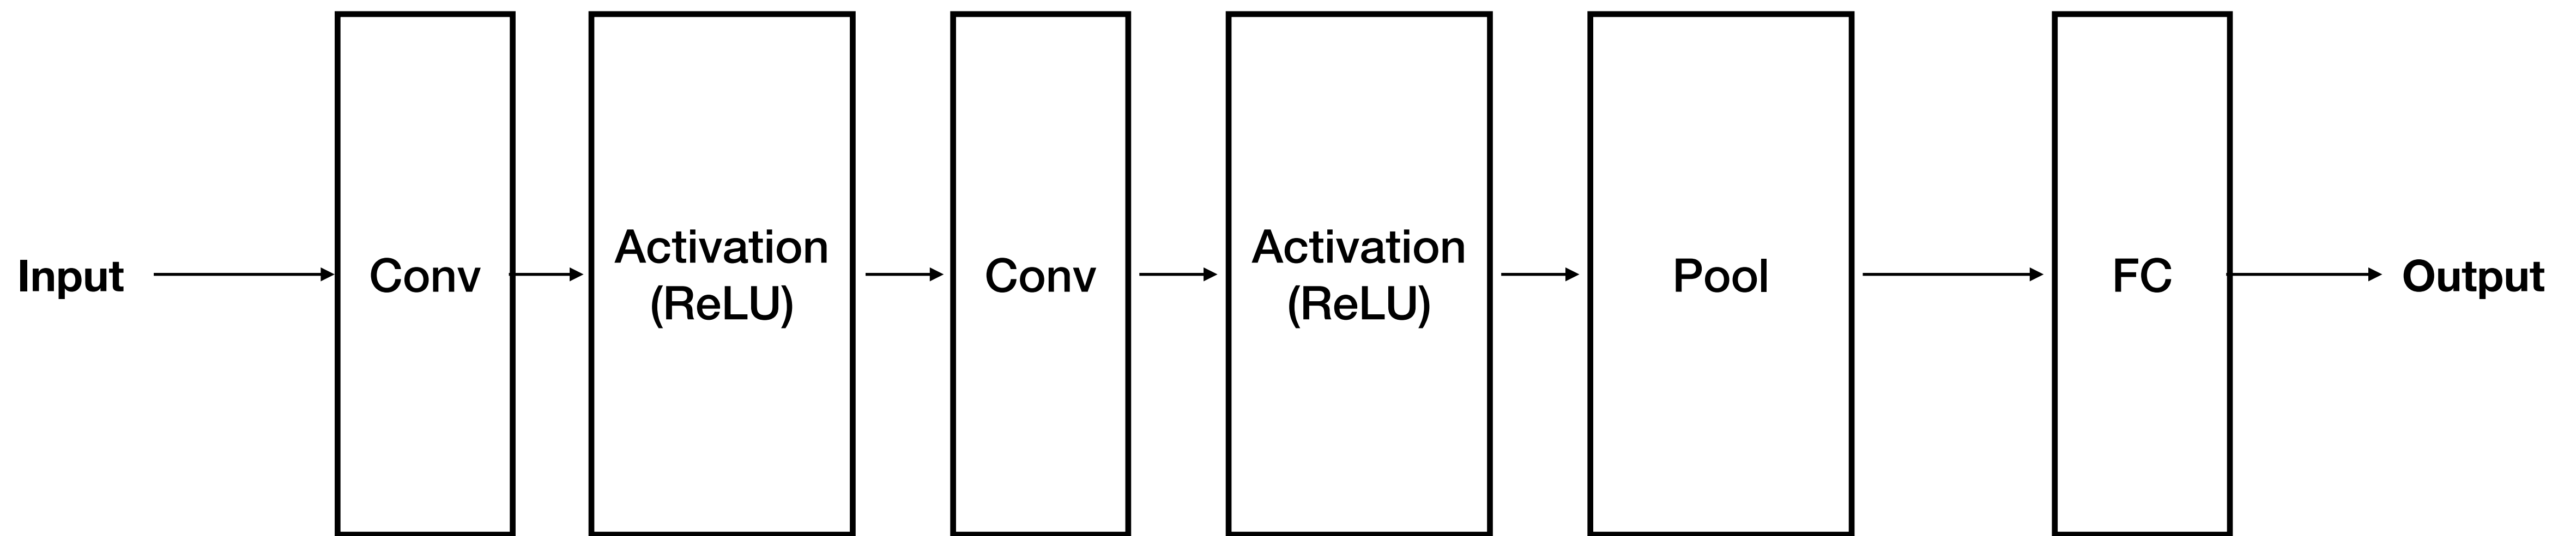 Input
Conv
Activation
(ReLU)
Conv
Activation
(ReLU)
Pool
FC
Output